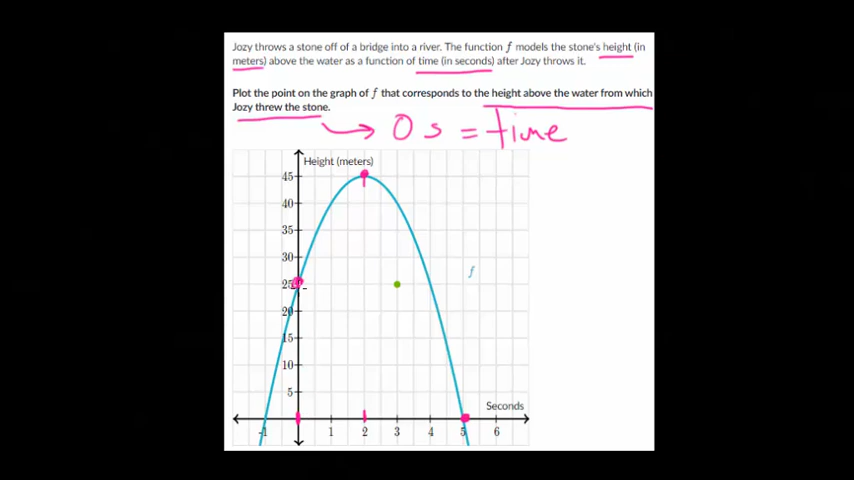 Jozy throws a stone off of a bridge into a river. The function f models the stone's height (in
meters) above the water as a function of time (in seconds) after Jozy throws it.
Plot the point on the graph of f that corresponds to the height above the water from which
Jozy threw the stone.
0 s = time
Height (meters)
45
40
35
30
f
25
20
15
10
5
Seconds
-1 1 2 3 4 5 6